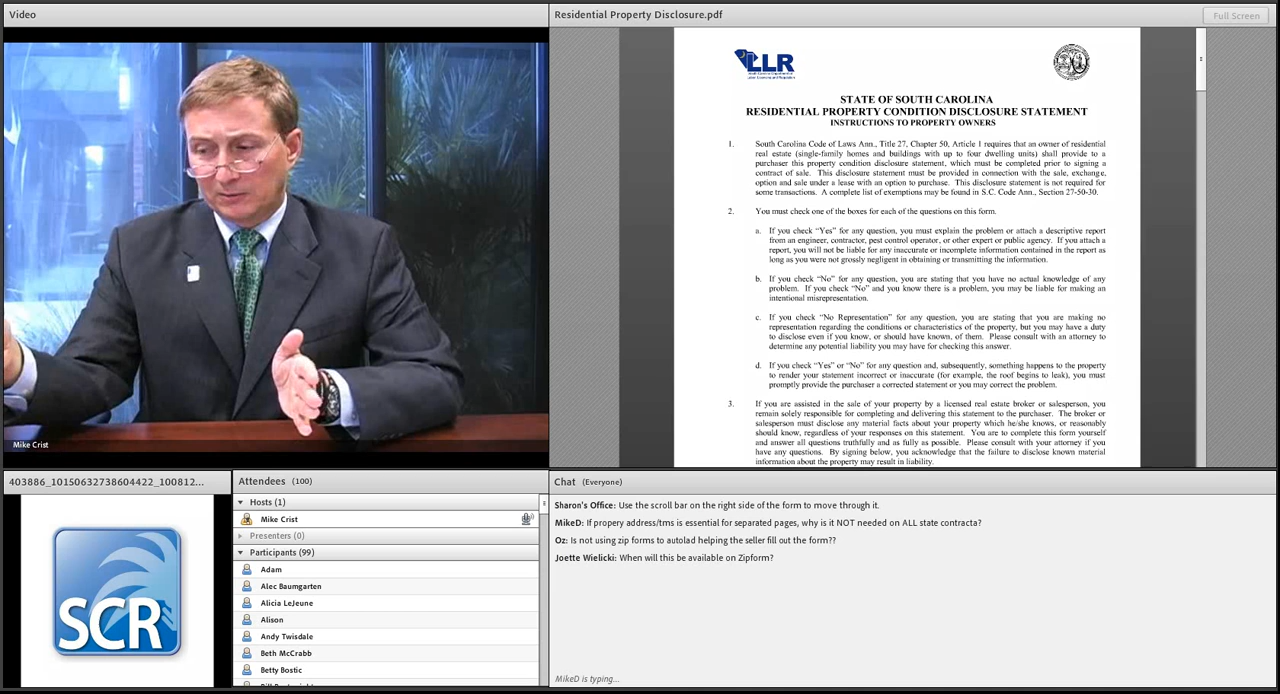 Video
Residential Property Disclosure.pdf
Full Screen
LLR
STATE OF SOUTH CAROLINA
RESIDENTIAL PROPERTY CONDITION DISCLOSURE STATEMENT
INSTRUCTIONS TO PROPERTY OWNERS
1. South Carolina Code of Laws Ann., Title 27, Chapter 50, Article 1 requires that an owner of residential
real estate (single-family homes and buildings with up to four dwelling units) shall provide to a
purchaser this property condition disclosure statement, which must be completed prior to signing a
contract of sale. This disclosure statement must be provided in connection with the sale, exchange,
option and sale under a lease with an option to purchase. This disclosure statement is not required for
some transactions. A complete list of exemptions may be found in S.C. Code Ann., Section 27-50-30.
2. You must check one of the boxes for each of the questions on this form.
a. If you check “Yes” for any question, you must explain the problem or attach a descriptive report
from an engineer, contractor, pest control operator, or other expert or public agency. If you attach a
report, you will not be liable for any inaccurate or incomplete information contained in the report as
long as you were not grossly negligent in obtaining or transmitting the information.
b. If you check “No” for any question, you are stating that you have no actual knowledge of any
problem. If you check “No” and you know there is a problem, you may be liable for making an
intentional misrepresentation.
c. If you check “No Representation” for any question, you are stating that you are making no
representation regarding the conditions or characteristics of the property, but you may have a duty
to disclose even if you know, or should have known, of them. Please consult with an attorney to
determine any potential liability you may have for checking this answer.
d. If you check “Yes” or “No” for any question and, subsequently, something happens to the property
to render your statement incorrect or inaccurate (for example, the roof begins to leak), you must
promptly provide the purchaser a corrected statement or you may correct the problem.
3. If you are assisted in the sale of your property by a licensed real estate broker or salesperson, you
remain solely responsible for completing and delivering this statement to the purchaser. The broker or
salesperson must disclose any material facts about your property which he/she knows, or reasonably
should know, regardless of your responses on this statement. You are to complete this form yourself
and answer all questions truthfully and as fully as possible. Please consult with your attorney if you
have any questions. By signing below, you acknowledge that the failure to disclose known material
information about the property may result in liability.
Mike Crist
403886_10150632738604422_100812...
SCR
Attendees (100)
Hosts (1)
Mike Crist
Presenters (0)
Participants (99)
Adam
Alec Baumgarten
Alicia LeJeune
Alison
Andy Twisdale
Beth McCrabb
Betty Bostic
Chat (Everyone)
Sharon's Office: Use the scroll bar on the right side of the form to move through it.
MikeD: If propery address/tms is essential for separated pages, why is it NOT needed on ALL state contracta?
Oz: Is not using zip forms to autolad helping the seller fill out the form??
Joette Wielicki: When will this be available on Zipform?
MikeD is typing...